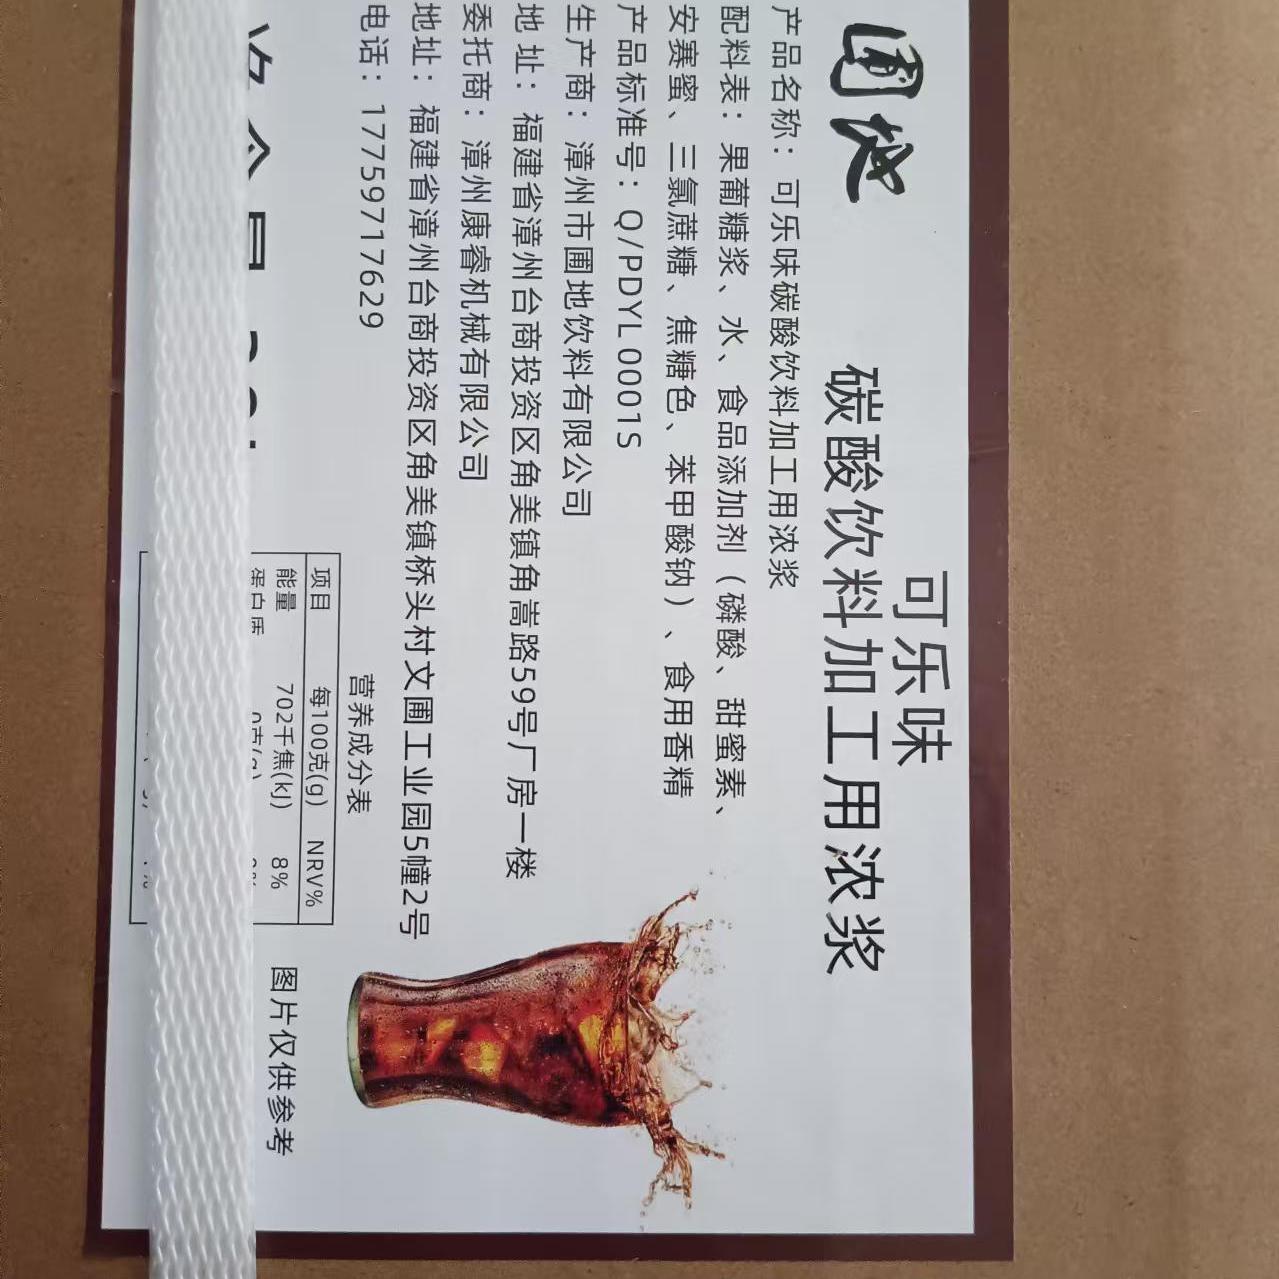 圃地
可乐味
碳酸饮料加工用浓浆
产品名称：可乐味碳酸饮料加工用浓浆
配料表：果葡糖浆、水、食品添加剂（磷酸、甜蜜素、
安赛蜜、三氯蔗糖、焦糖色、苯甲酸钠）、食用香精
产品标准号：Q/PDYL0001S
生产商：漳州市圃地饮料有限公司
地址：福建省漳州台商投资区角美镇角嵩路59号厂房一楼
委托商：漳州康睿机械有限公司
地址：福建省漳州台商投资区角美镇桥头村文圃工业园5幢2号
电话：17759717629
营养成分表
项目 每100克(g) NRV%
能量 702千焦(kJ) 8%
蛋白质 0克(g)
图片仅供参考